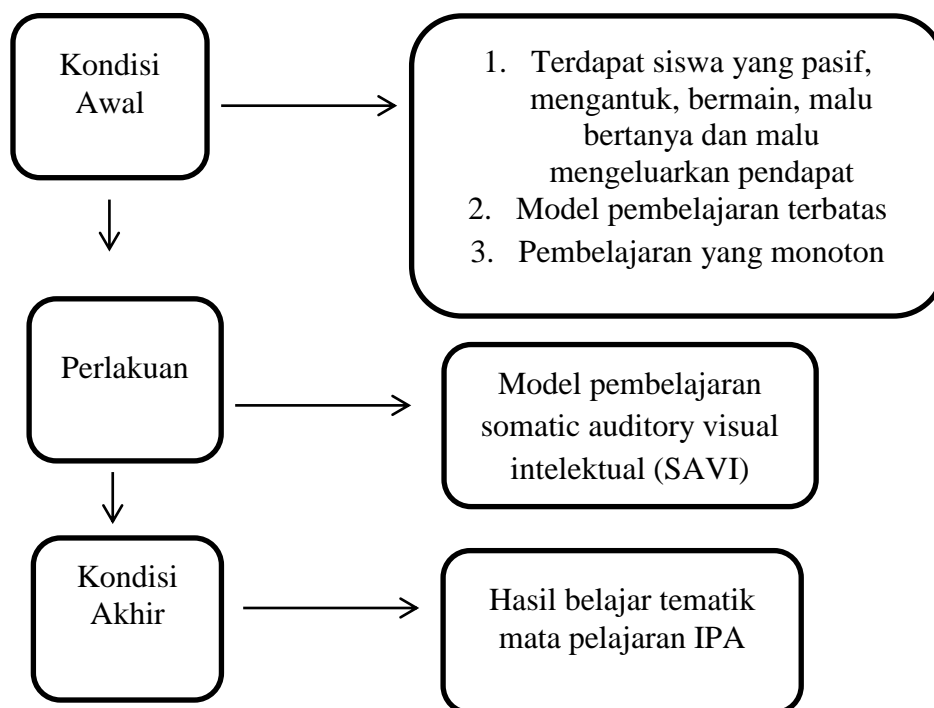 Kondisi
Awal
1. Terdapat siswa yang pasif,
mengantuk, bermain, malu
bertanya dan malu
mengeluarkan pendapat
2. Model pembelajaran terbatas
3. Pembelajaran yang monoton
Perlakuan
Model pembelajaran
somatic auditory visual
intelektual (SAVI)
Kondisi
Akhir
Hasil belajar tematik
mata pelajaran IPA